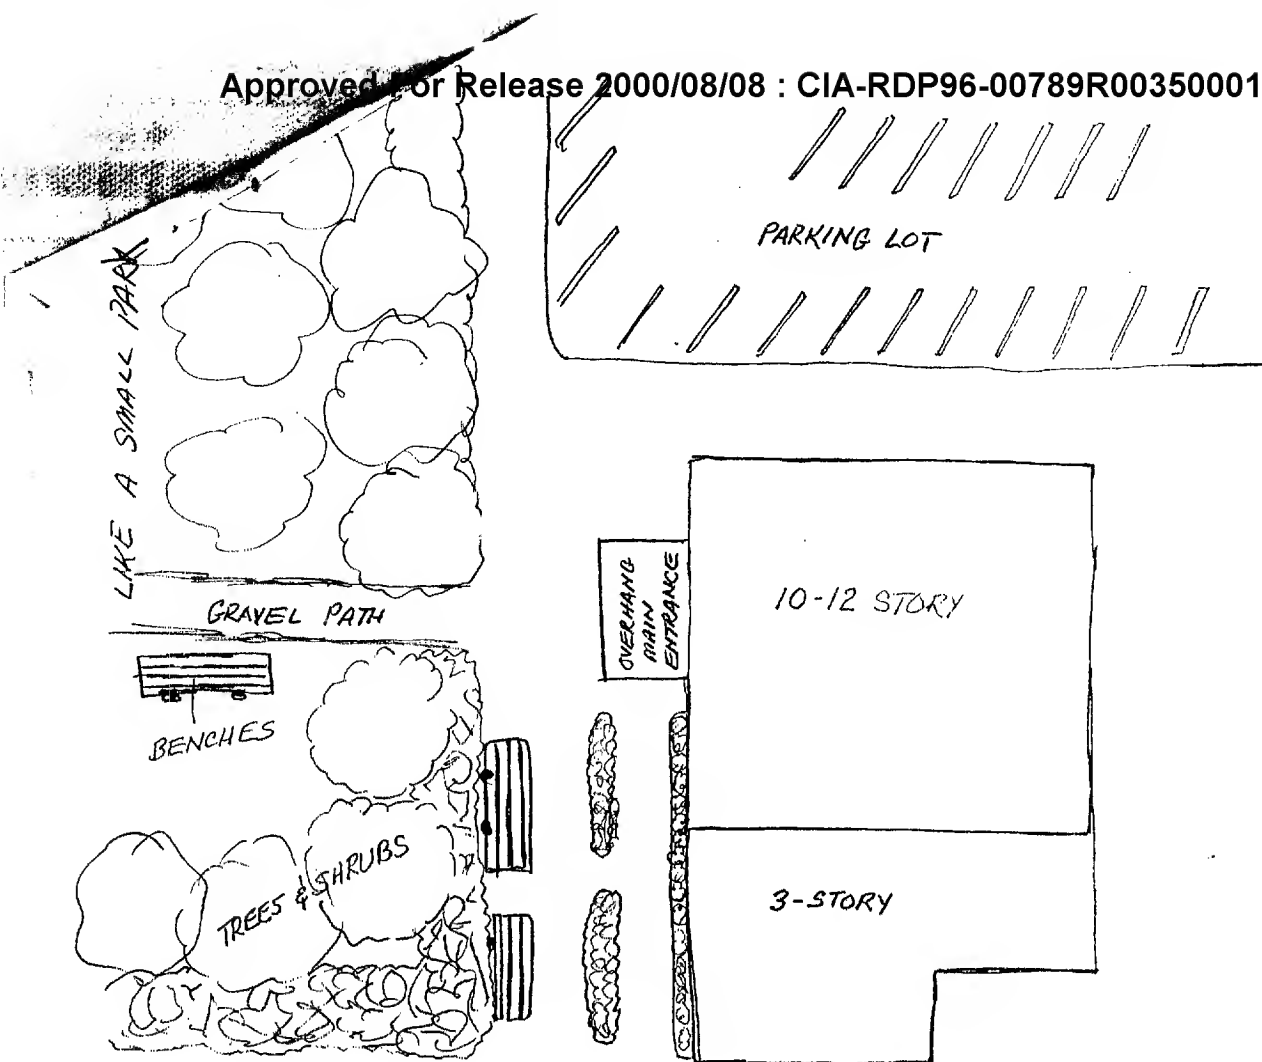 Approved For Release 2000/08/08 : CIA-RDP96-00789R00350001
PARKING LOT
LIKE A SMALL PARK
OVERHANG
MAIN
ENTRANCE
10-12 STORY
GRAVEL PATH
BENCHES
TREES & SHRUBS
3-STORY